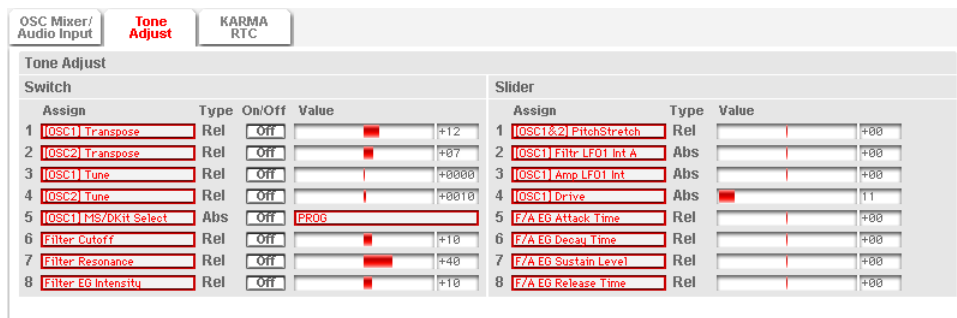 OSC Mixer/ Tone KARMA
Audio Input Adjust RTC
Tone Adjust
Switch Slider
Assign Type On/Off Value Assign Type Value
1 [OSC1] Transpose Rel Off +12 1 [OSC1&2] PitchStretch Rel +00
2 [OSC2] Transpose Rel Off +07 2 [OSC1] Filtr LFO1 Int A Abs +00
3 [OSC1] Tune Rel Off +0000 3 [OSC1] Amp LFO1 Int Abs +00
4 [OSC2] Tune Rel Off +0010 4 [OSC1] Drive Abs 11
5 [OSC1] MS/DKit Select Abs Off PROG 5 F/A EG Attack Time Rel +00
6 Filter Cutoff Rel Off +10 6 F/A EG Decay Time Rel +00
7 Filter Resonance Rel Off +40 7 F/A EG Sustain Level Rel +00
8 Filter EG Intensity Rel Off +10 8 F/A EG Release Time Rel +00